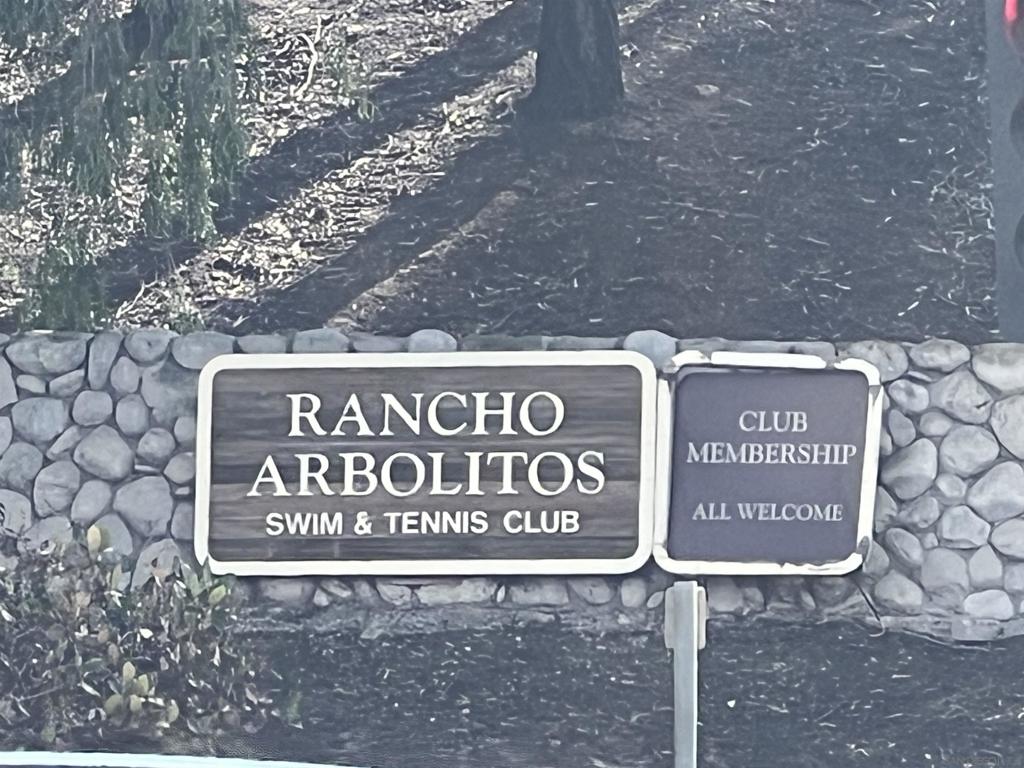 RANCHO
ARBOLITOS
SWIM & TENNIS CLUB
CLUB
MEMBERSHIP
ALL WELCOME